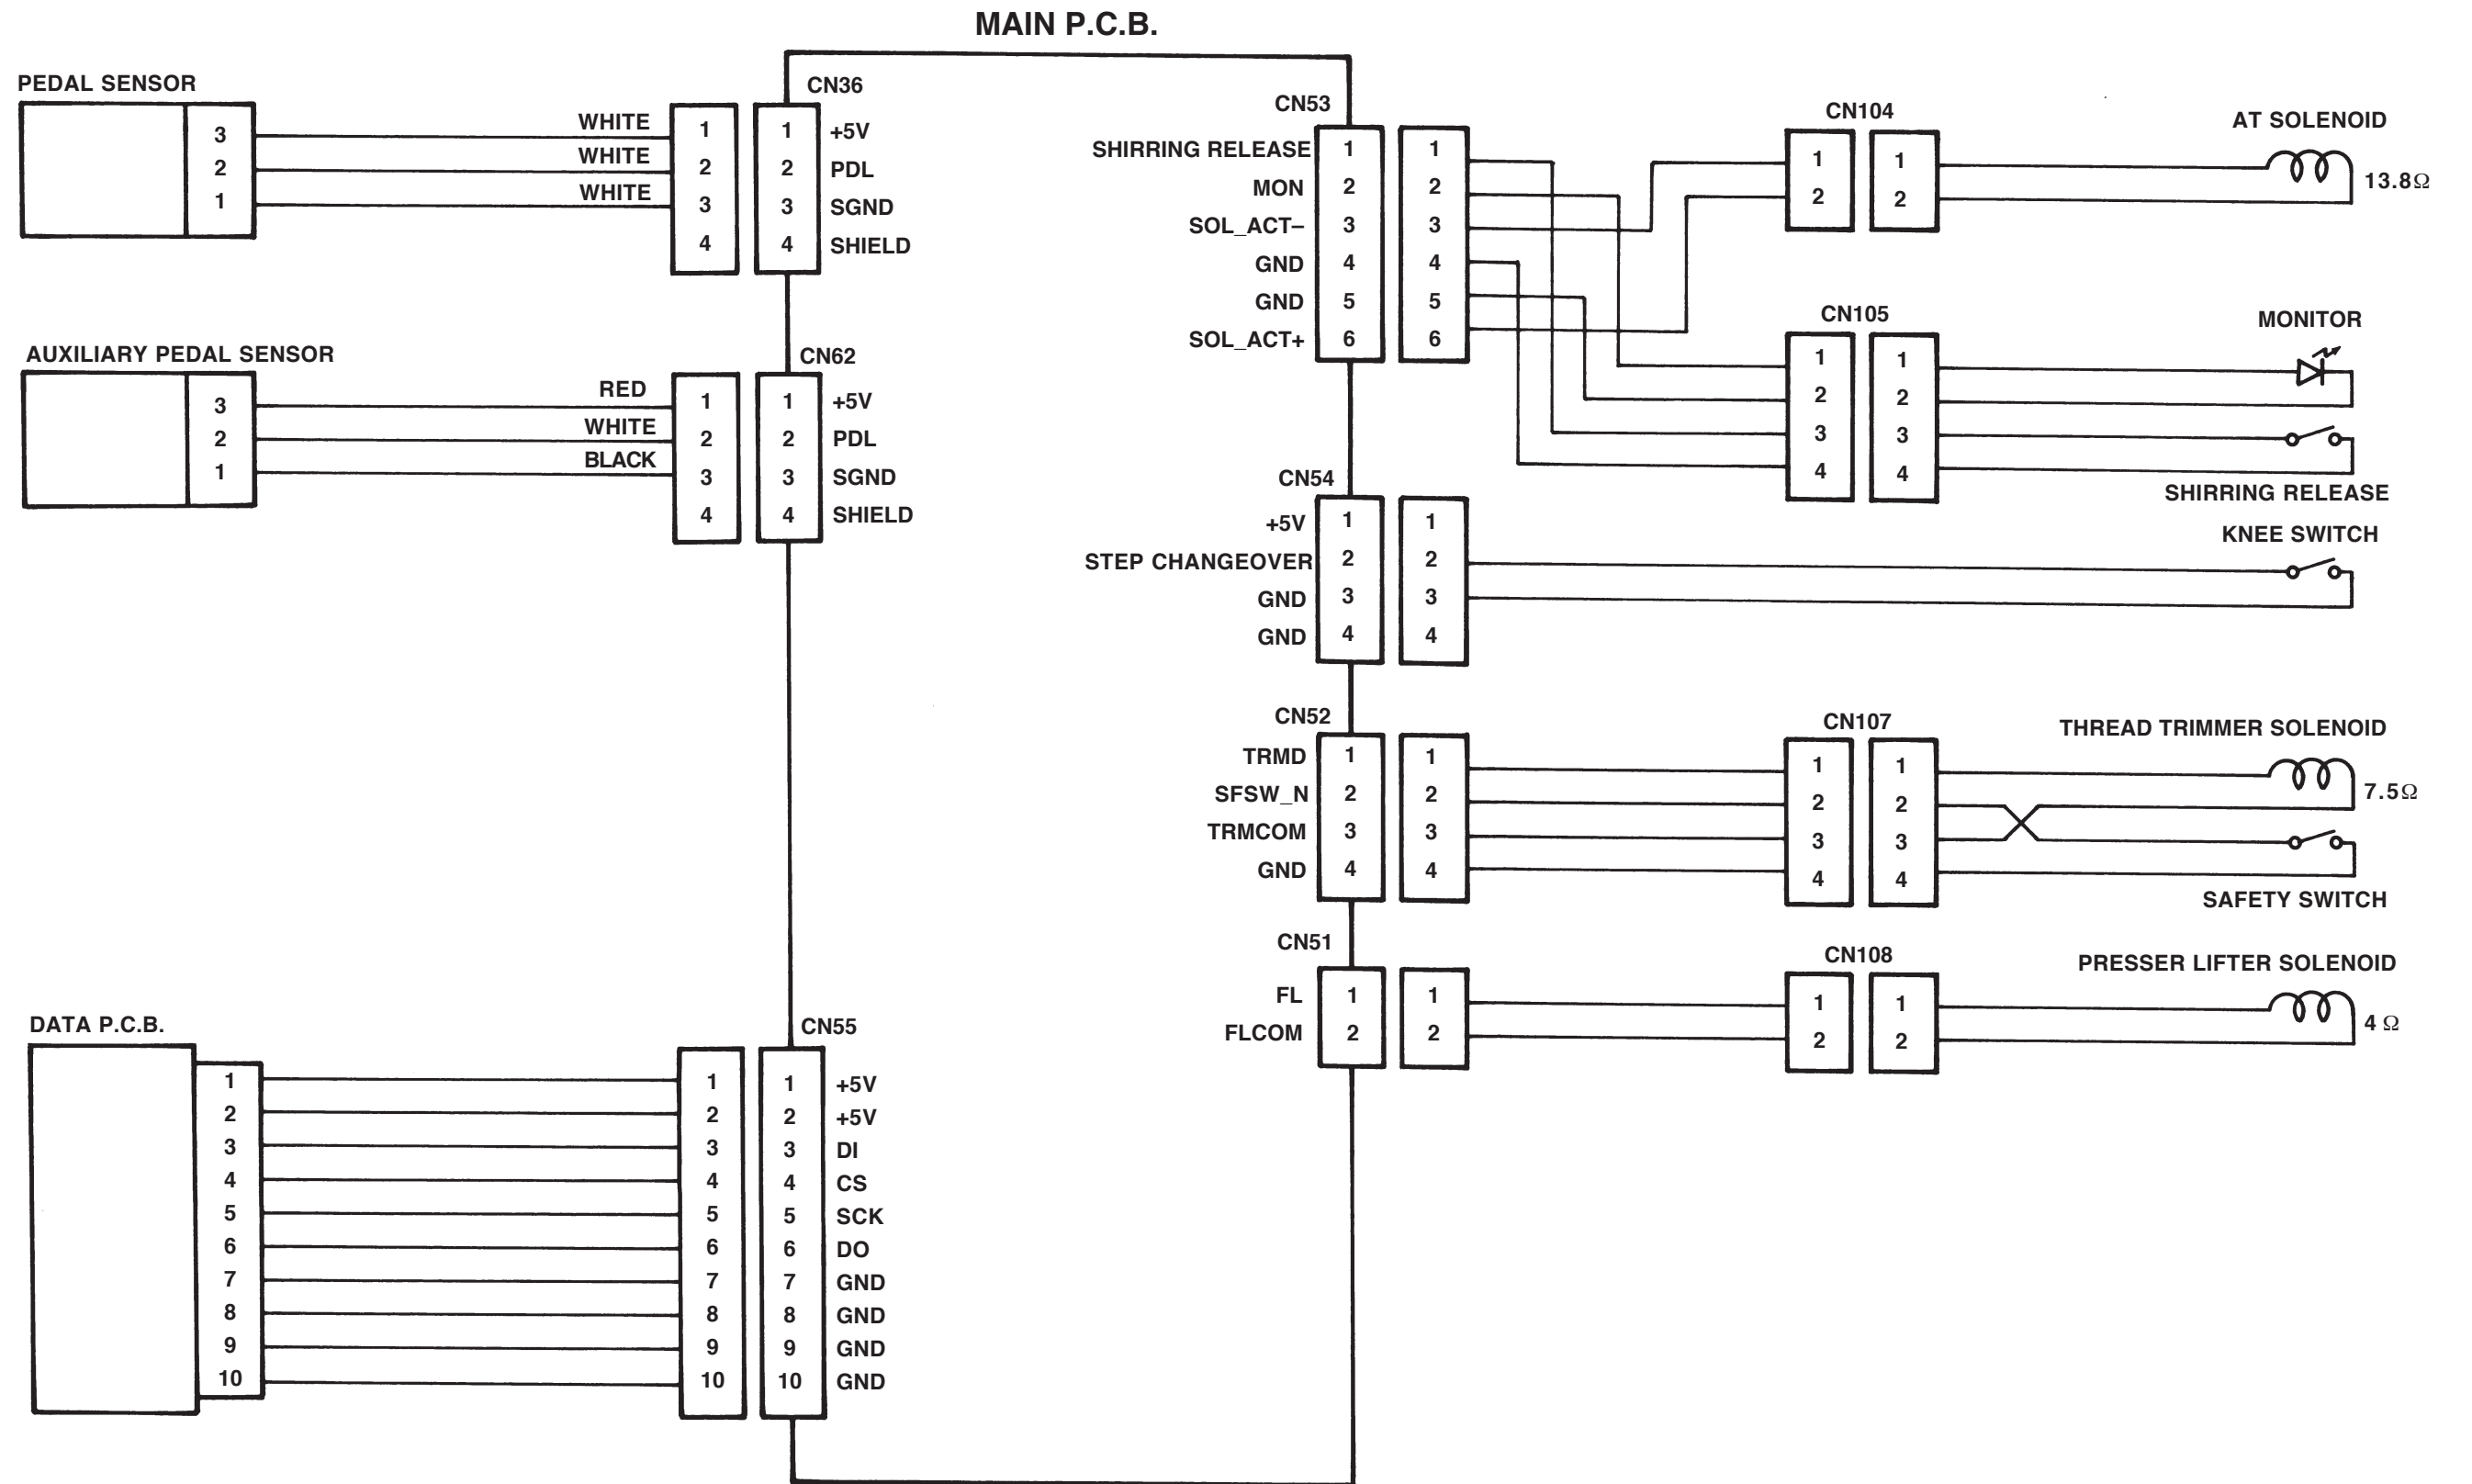 MAIN P.C.B.
PEDAL SENSOR
CN36
3 WHITE 1 1 +5V
2 WHITE 2 2 PDL
1 WHITE 3 3 SGND
4 4 SHIELD
AUXILIARY PEDAL SENSOR
CN62
3 RED 1 1 +5V
2 WHITE 2 2 PDL
1 BLACK 3 3 SGND
4 4 SHIELD
DATA P.C.B.
CN55
1 1 1 +5V
2 2 2 +5V
3 3 3 DI
4 4 4 CS
5 5 5 SCK
6 6 6 DO
7 7 7 GND
8 8 8 GND
9 9 9 GND
10 10 10 GND
CN53
SHIRRING RELEASE 1 1
MON 2 2
SOL_ACT– 3 3
GND 4 4
GND 5 5
SOL_ACT+ 6 6
CN104
1 1
2 2
AT SOLENOID
13.8Ω
CN105
1 1
2 2
3 3
4 4
MONITOR
SHIRRING RELEASE
CN54
+5V 1 1
STEP CHANGEOVER 2 2
GND 3 3
GND 4 4
KNEE SWITCH
CN52
TRMD 1 1
SFSW_N 2 2
TRMCOM 3 3
GND 4 4
CN107
1 1
2 2
3 3
4 4
THREAD TRIMMER SOLENOID
7.5Ω
SAFETY SWITCH
CN51
FL 1 1
FLCOM 2 2
CN108
1 1
2 2
PRESSER LIFTER SOLENOID
4 Ω